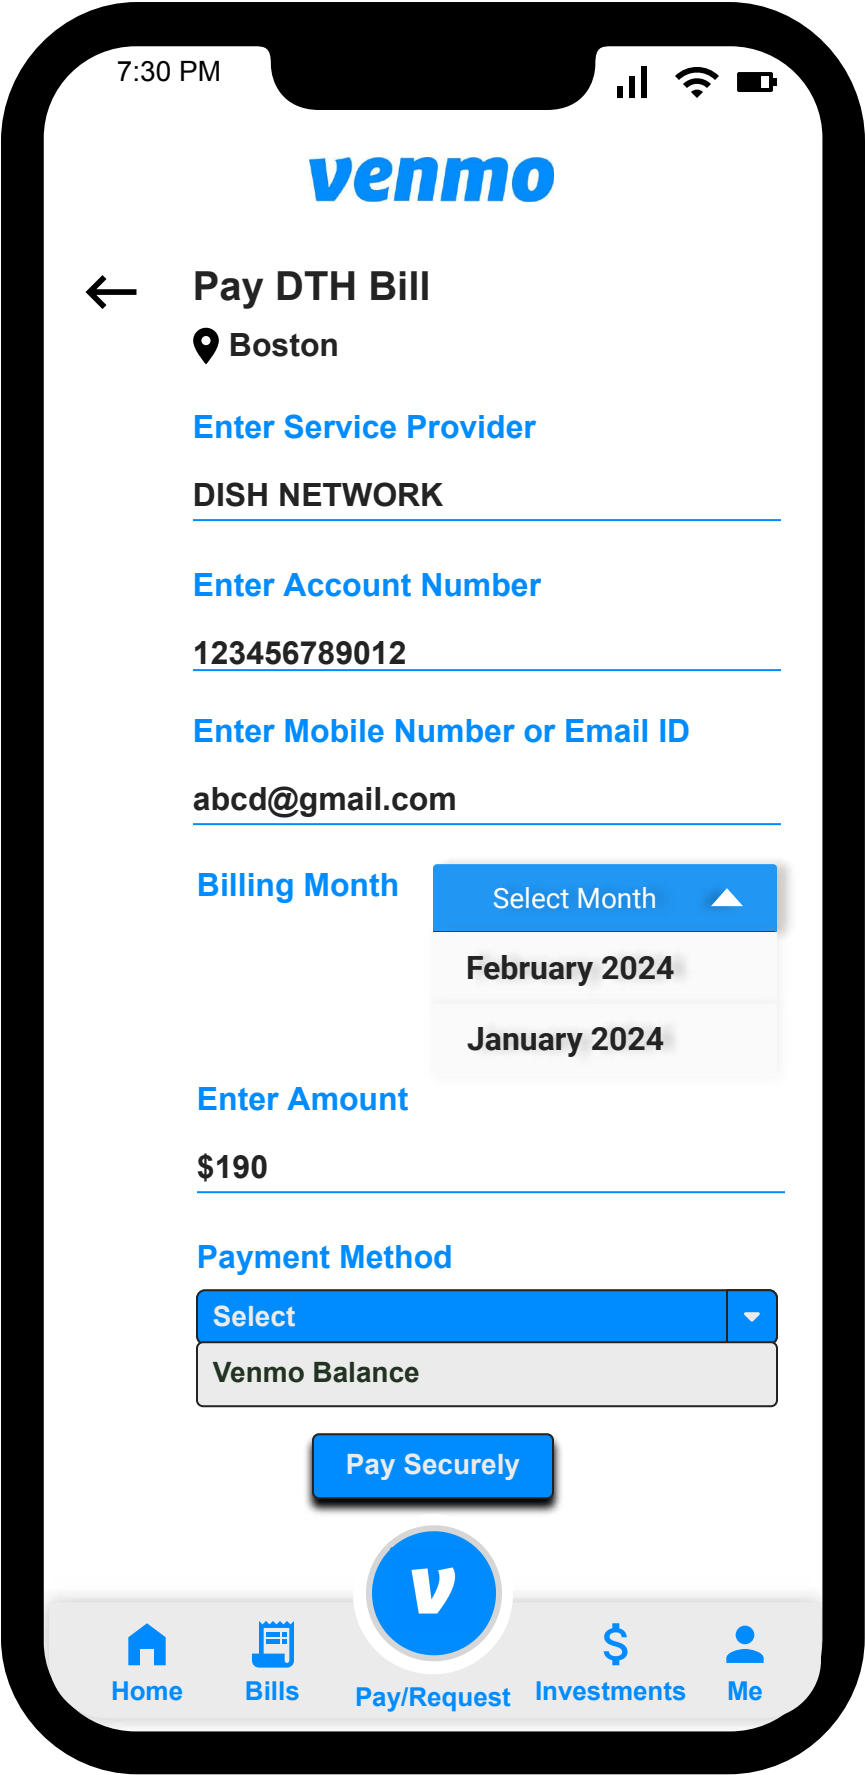 7:30 PM
venmo
Pay DTH Bill
Boston
Enter Service Provider
DISH NETWORK
Enter Account Number
123456789012
Enter Mobile Number or Email ID
abcd@gmail.com
Billing Month
Select Month
February 2024
January 2024
Enter Amount
$190
Payment Method
Select
Venmo Balance
Pay Securely
V
Home
Bills
Pay/Request
Investments
Me